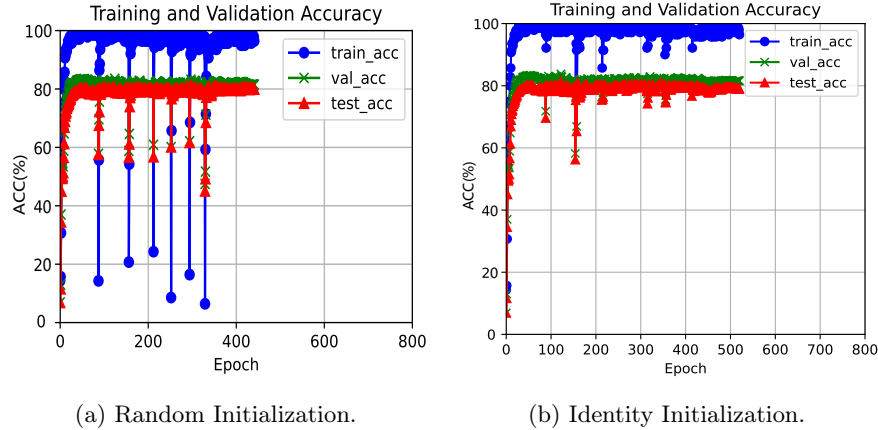 Training and Validation Accuracy
100
80
60
40
20
0
ACC(%)
train_acc
val_acc
test_acc
0 200 400 600 800
Epoch
(a) Random Initialization.
Training and Validation Accuracy
100
80
60
40
20
0
ACC(%)
train_acc
val_acc
test_acc
0 100 200 300 400 500 600 700 800
Epoch
(b) Identity Initialization.